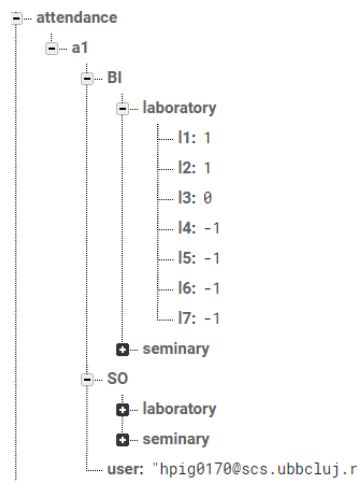 attendance
a1
BI
laboratory
l1: 1
l2: 1
l3: 0
l4: -1
l5: -1
l6: -1
l7: -1
seminary
SO
laboratory
seminary
user: "hpig0170@scs.ubbcluj.r